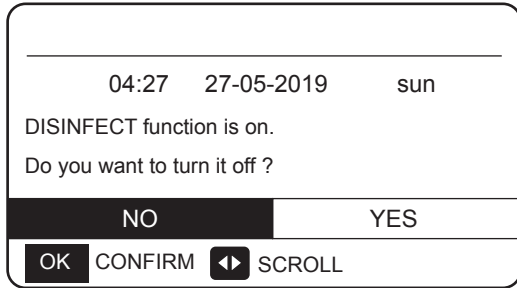 04:27 27-05-2019 sun
DISINFECT function is on.
Do you want to turn it off ?
NO YES
OK CONFIRM SCROLL